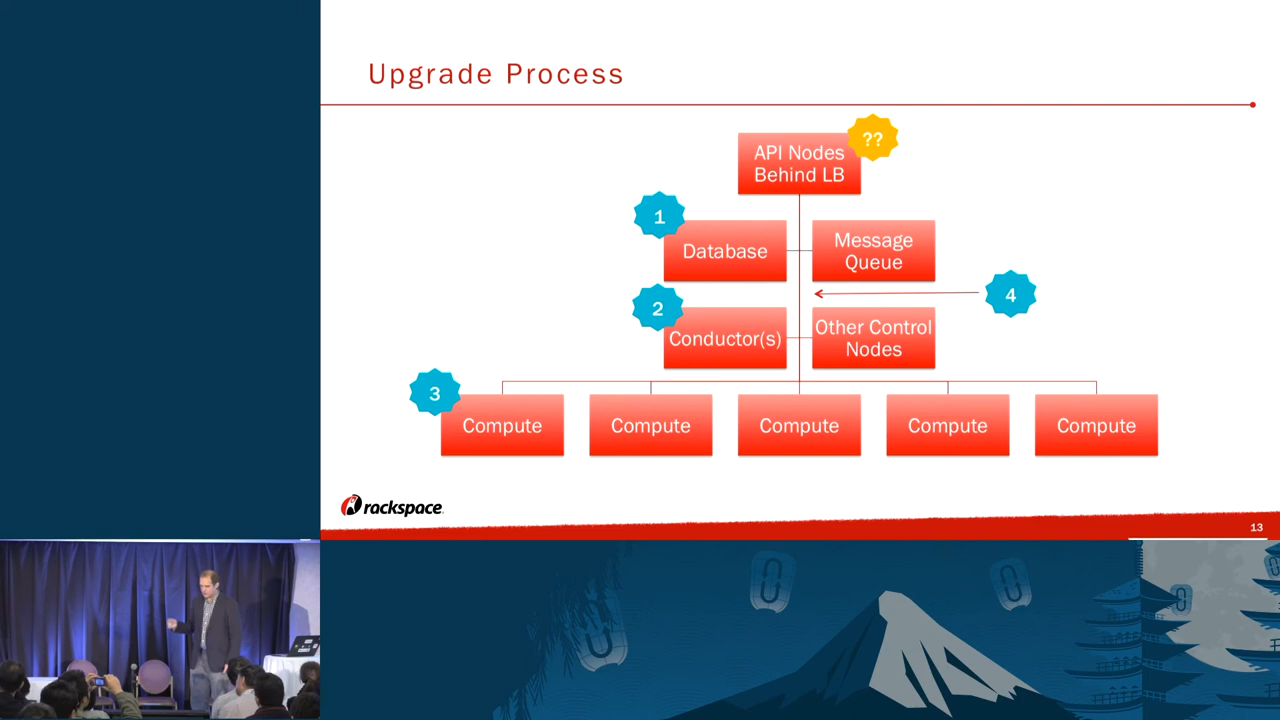 Upgrade Process
??
API Nodes
Behind LB
1
Database
Message
Queue
4
2
Conductor(s)
Other Control
Nodes
3
Compute
Compute
Compute
Compute
Compute
rackspace
13